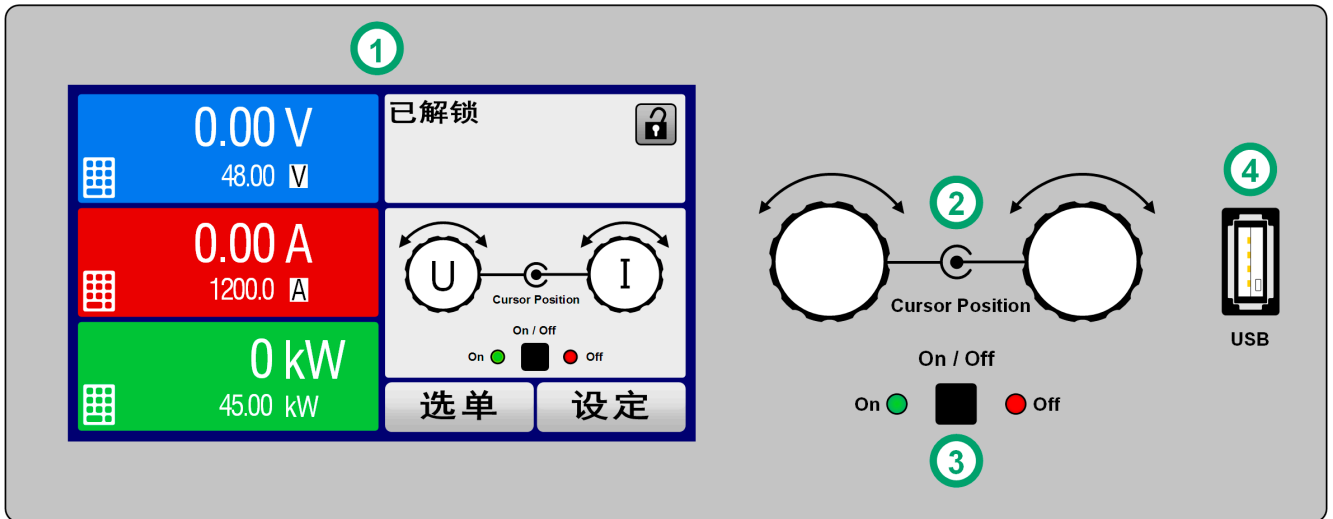 1
0.00 V
48.00 V
0.00 A
1200.0 A
0 kW
45.00 kW
已解锁
U
I
Cursor Position
On / Off
On
Off
选单
设定
2
Cursor Position
On / Off
On
Off
3
4
USB